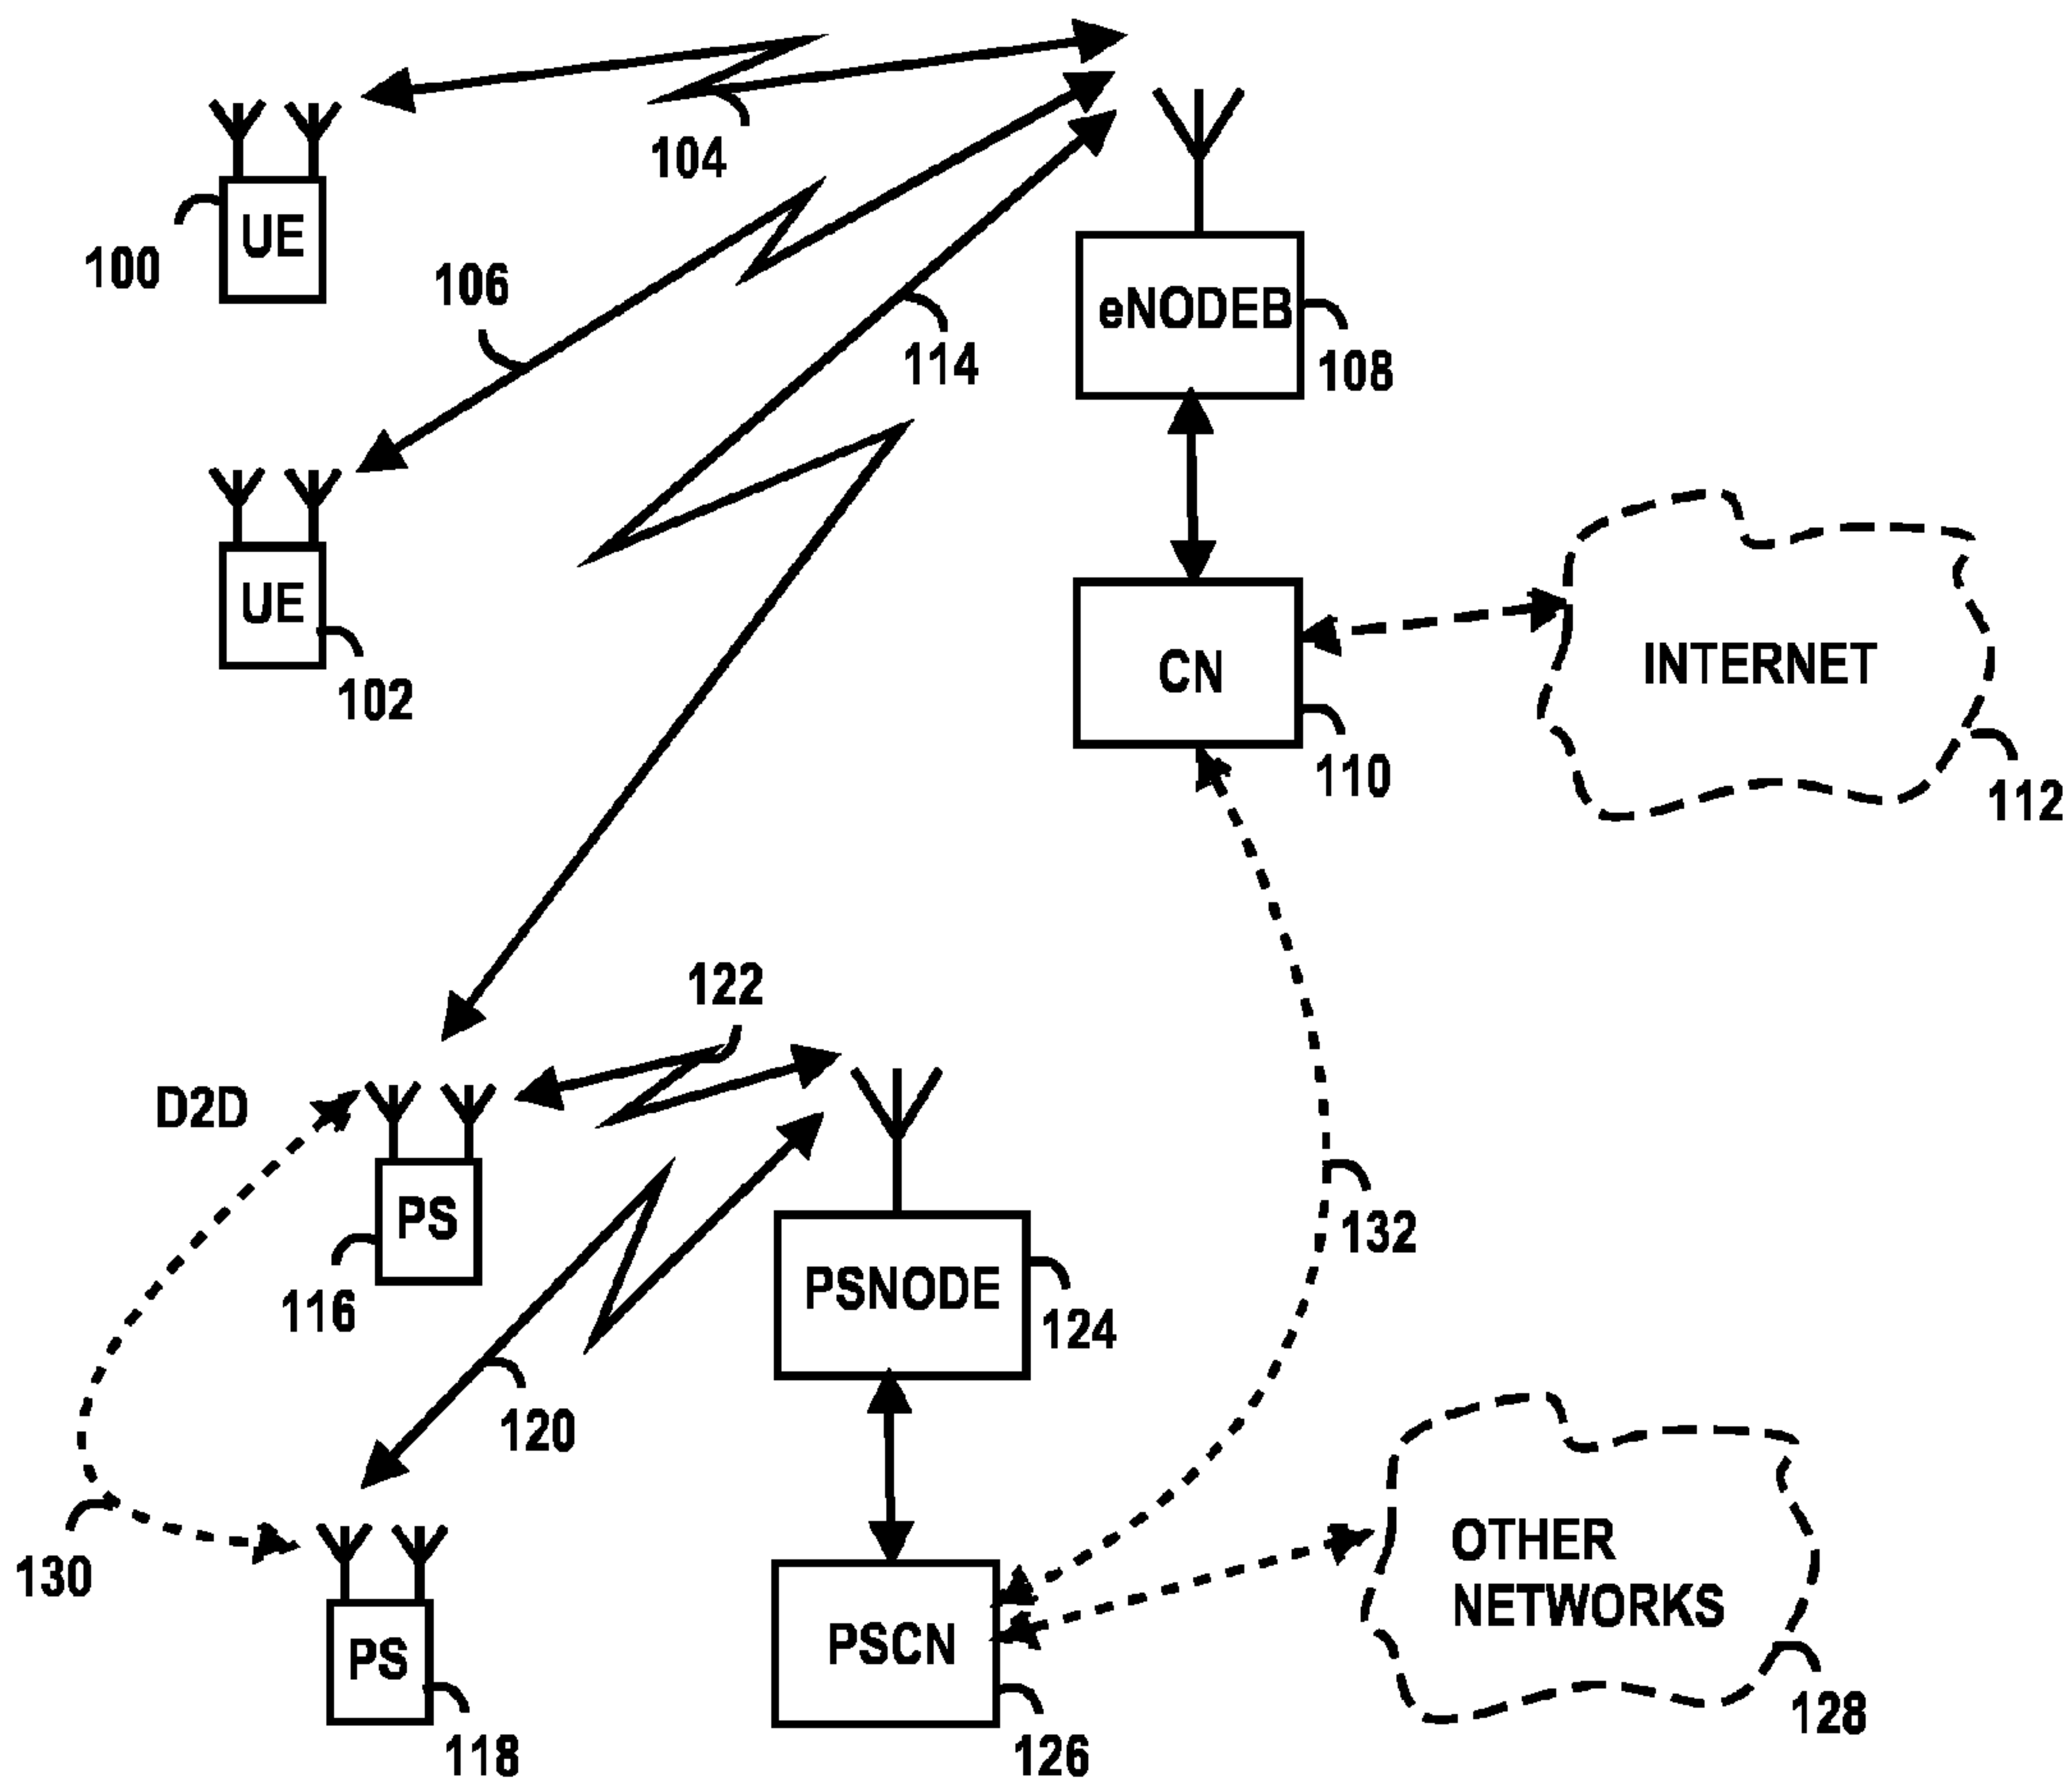 104
UE
100
106
eNODEB
108
114
UE
102
CN
110
INTERNET
112
122
D2D
PS
116
132
PSNODE
124
120
130
OTHER
NETWORKS
128
PS
118
PSCN
126